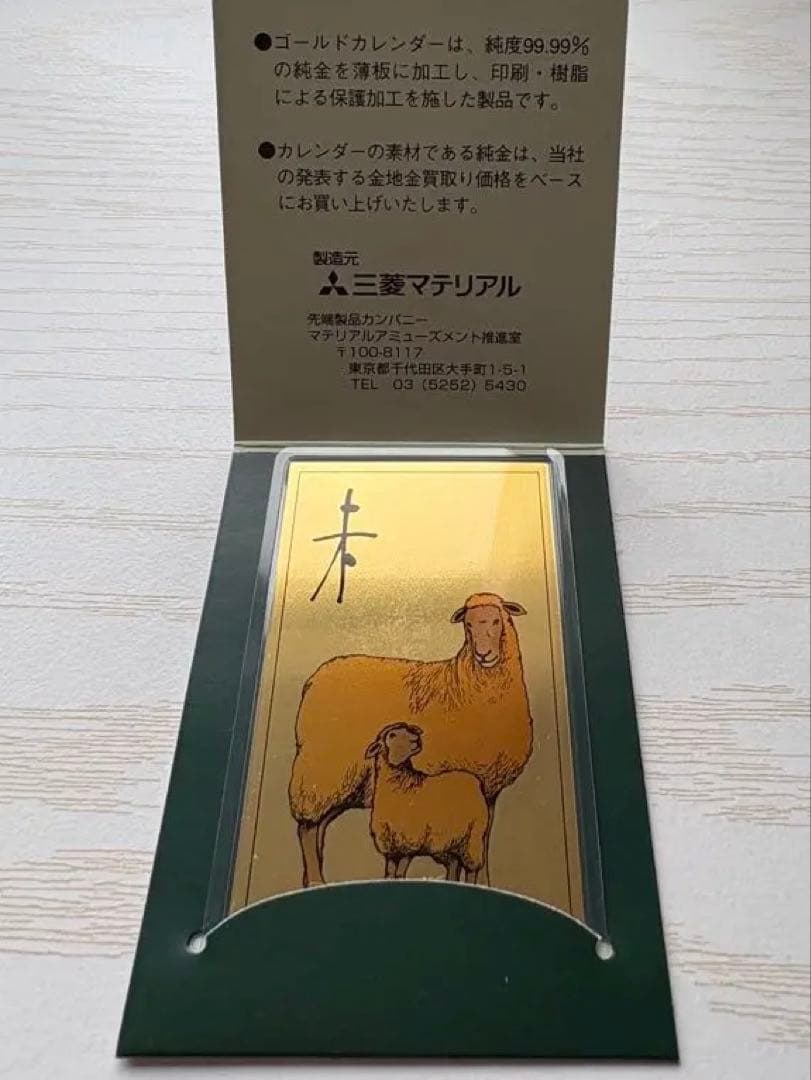 ●ゴールドカレンダーは、純度99.99%
の純金を薄板に加工し、印刷・樹脂
による保護加工を施した製品です。
●カレンダーの素材である純金は、当社
の発表する金地金買取り価格をベース
にお買い上げいたします。
製造元
三菱マテリアル
先端製品カンパニー
マテリアルアミューズメント推進室
〒100-8117
東京都千代田区大手町1-5-1
TEL 03 (5252) 5430
未